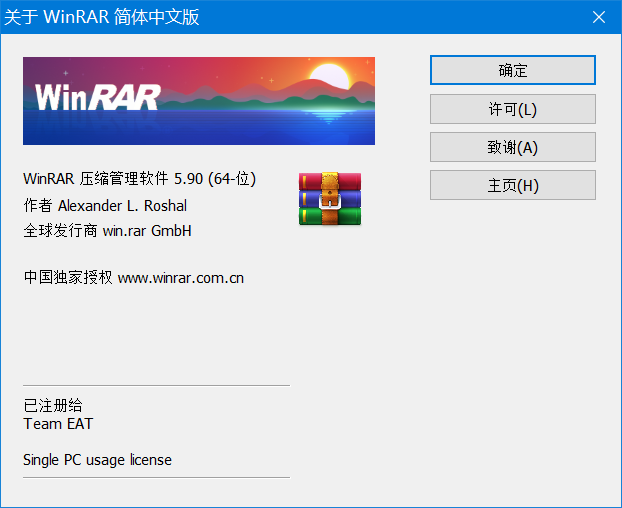 关于 WinRAR 简体中文版
WinRAR
确定
许可(L)
致谢(A)
主页(H)
WinRAR 压缩管理软件 5.90 (64-位)
作者 Alexander L. Roshal
全球发行商 win.rar GmbH
中国独家授权 www.winrar.com.cn
已注册给
Team EAT
Single PC usage license